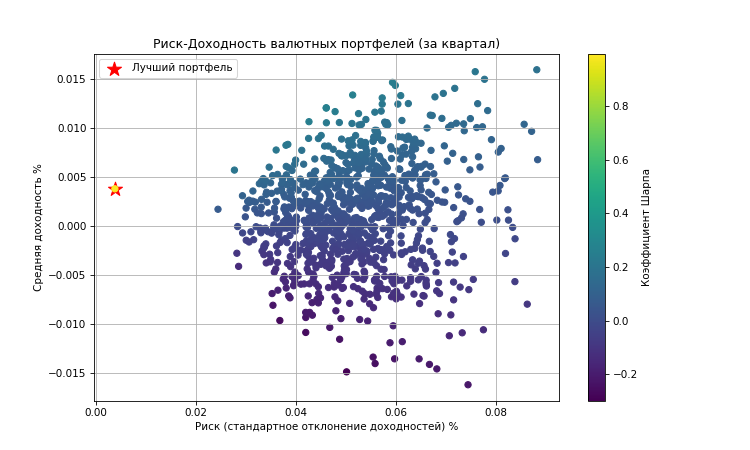 Риск-Доходность валютных портфелей (за квартал)
Лучший портфель
0.015
0.010
0.005
0.000
−0.005
−0.010
−0.015
Средняя доходность %
0.00 0.02 0.04 0.06 0.08
Риск (стандартное отклонение доходностей) %
0.8
0.6
0.4
0.2
0.0
−0.2
Коэффициент Шарпа